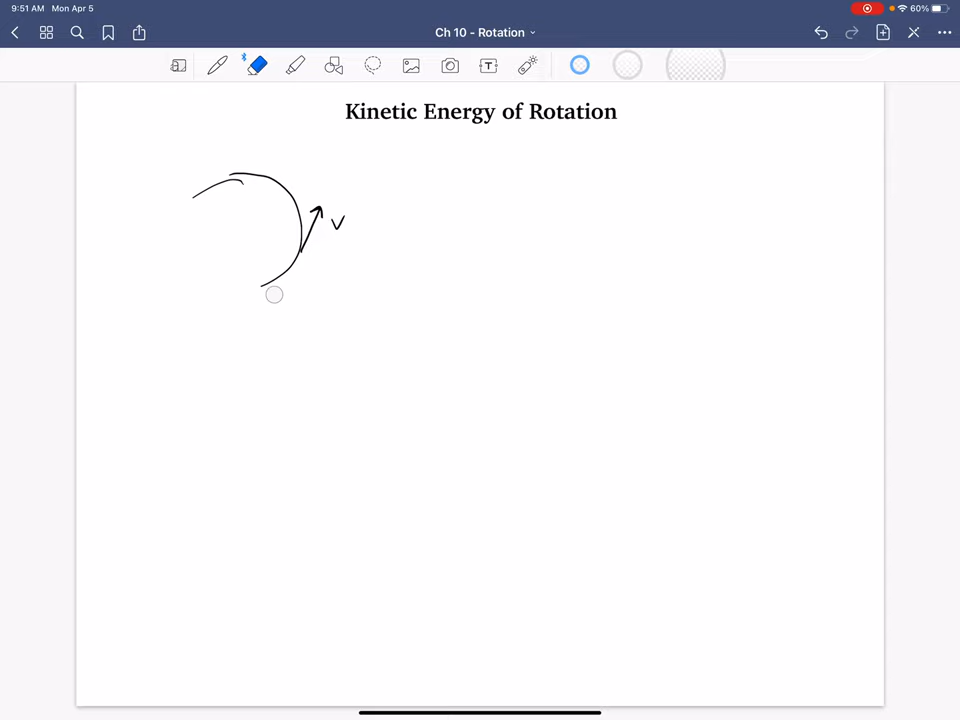 9:51 AM Mon Apr 5
60%
Ch 10 - Rotation
T
Kinetic Energy of Rotation
v